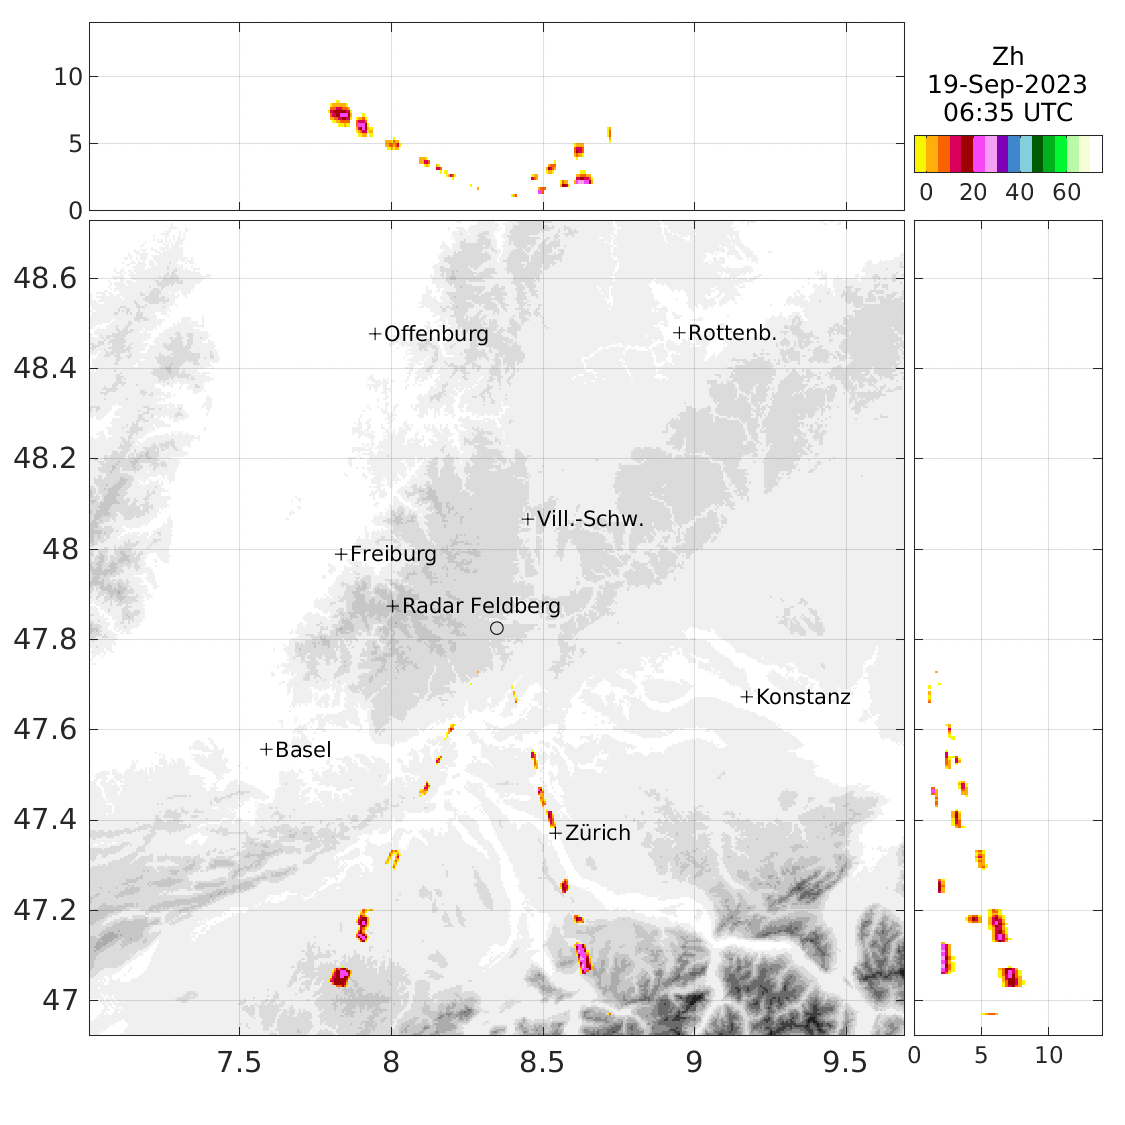 10
5
0
Zh
19-Sep-2023
06:35 UTC
0 20 40 60
48.6
48.4
48.2
48
47.8
47.6
47.4
47.2
47
Offenburg
Rottenb.
Vill.-Schw.
Freiburg
Radar Feldberg
Konstanz
Basel
Zürich
7.5 8 8.5 9 9.5
0 5 10